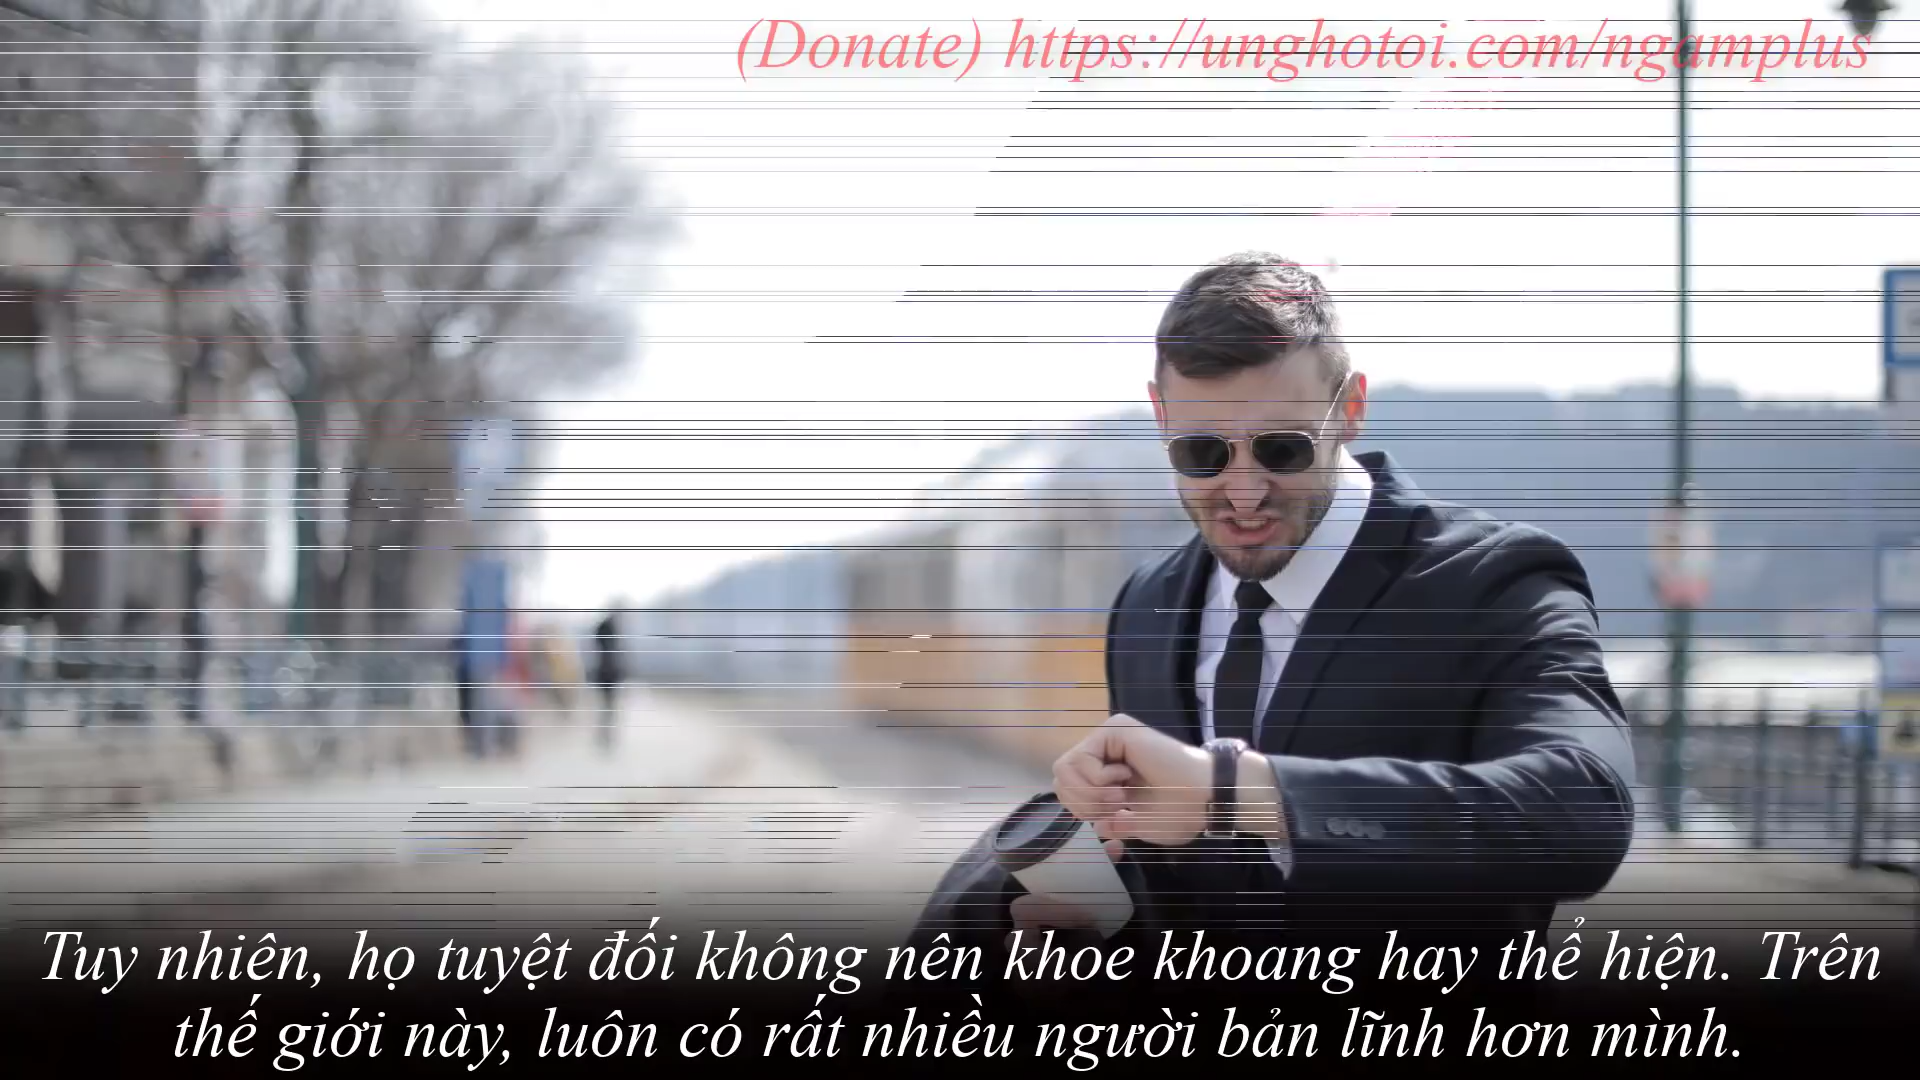 (Donate) https://unghotoi.com/ngamplus
Tuy nhiên, họ tuyệt đối không nên khoe khoang hay thể hiện. Trên
thế giới này, luôn có rất nhiều người bản lĩnh hơn mình.